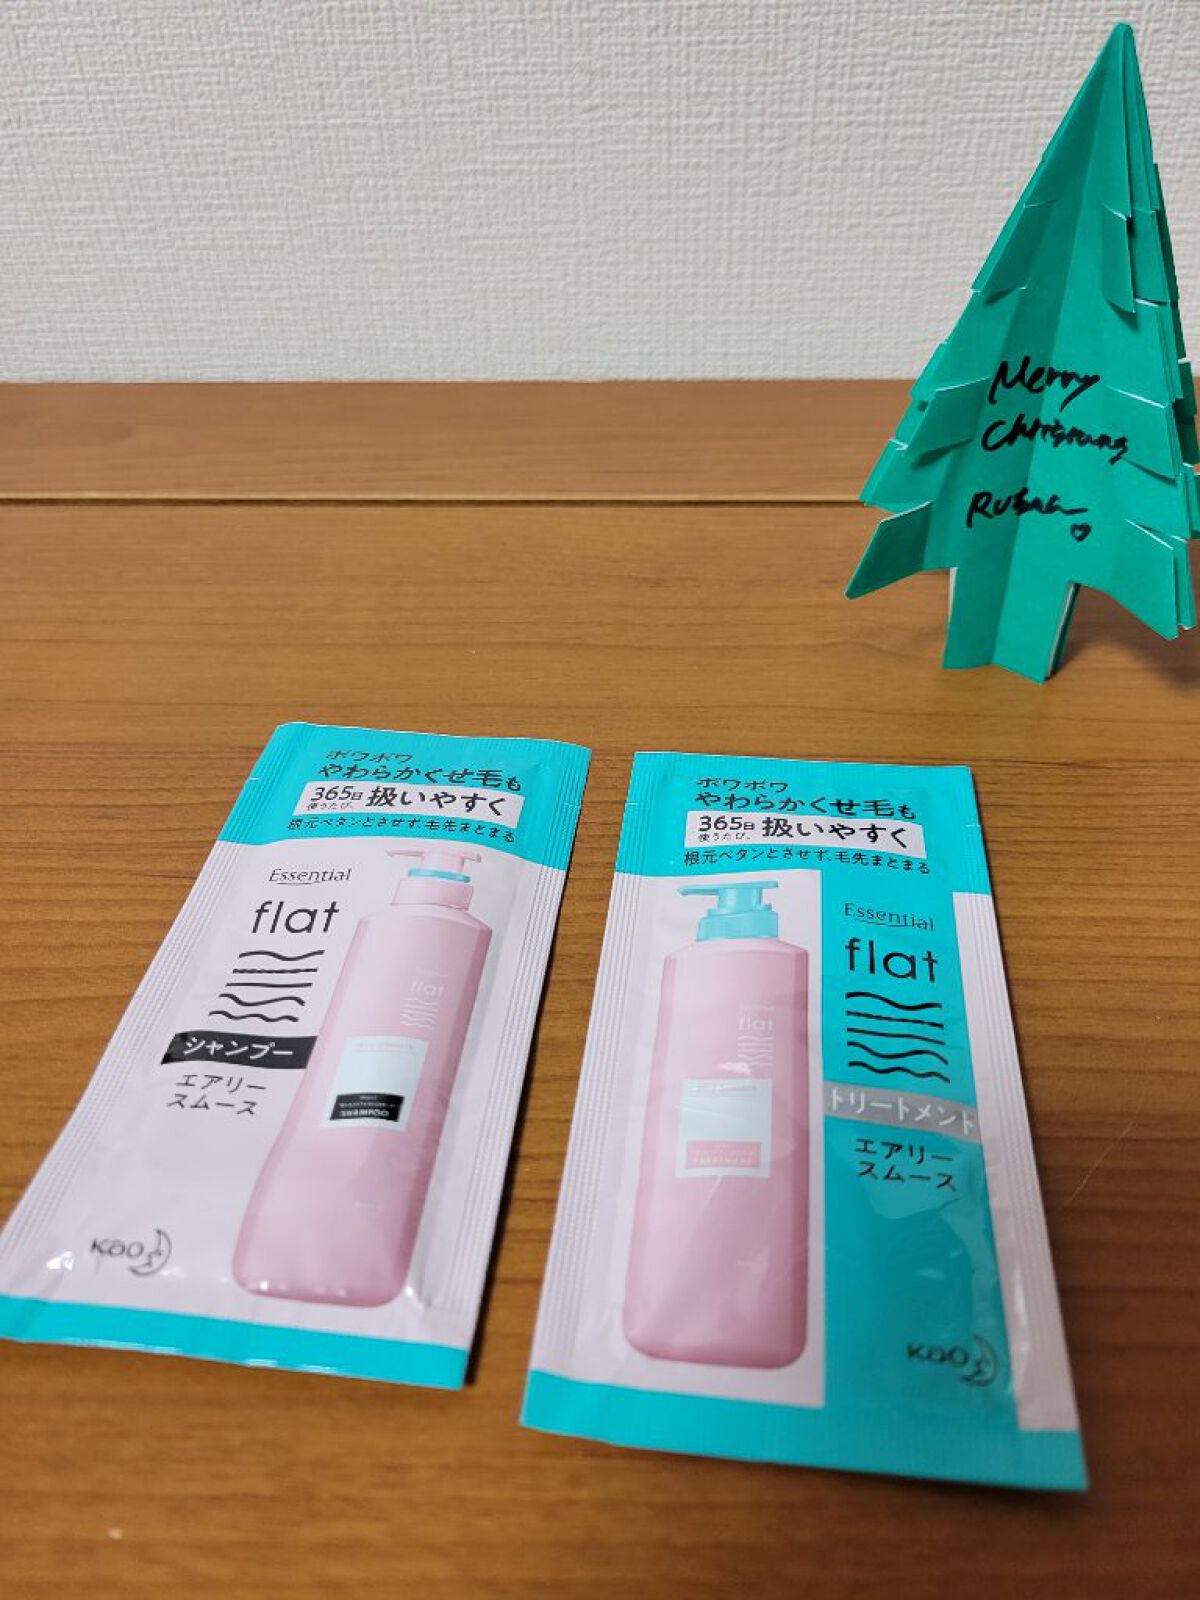 Merry
Christmas
ボワボワ
やわらかくせ毛も
365日
使うたび、
扱いやすく
根元ペタンとさせず、毛先まとまる
Essential
flat
シャンプー
エアリー
スムース
flat
SHAMPOO
Kao
ボワボワ
やわらかくせ毛も
365日
使うたび、
扱いやすく
根元ペタンとさせず、毛先まとまる
Essential
flat
トリートメント
エアリー
スムース
flat
TREATMENT
Kao